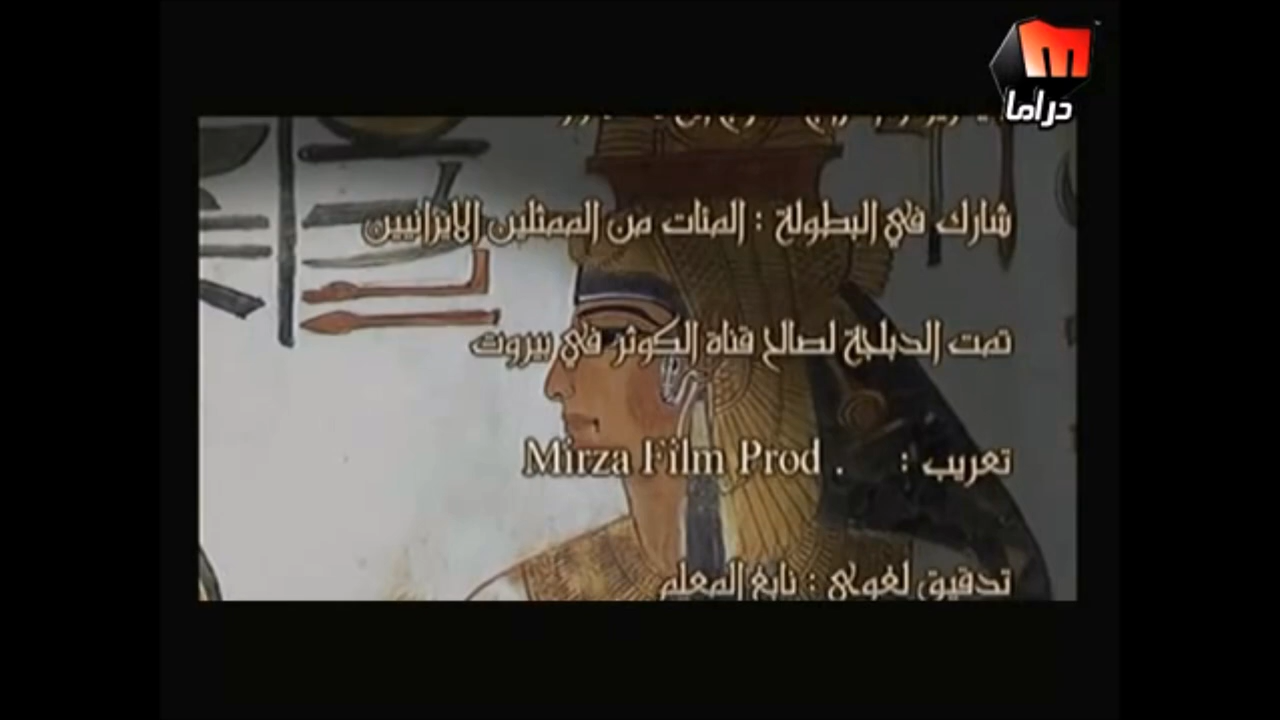 M
دراما
شارك في البطولة : المئات من الممثلين الايرانيين
تمت الدبلجة لصالح قناة الكوثر في بيروت
تعريب : Mirza Film Prod .
تدقيق لغوي : نابغ المعلم